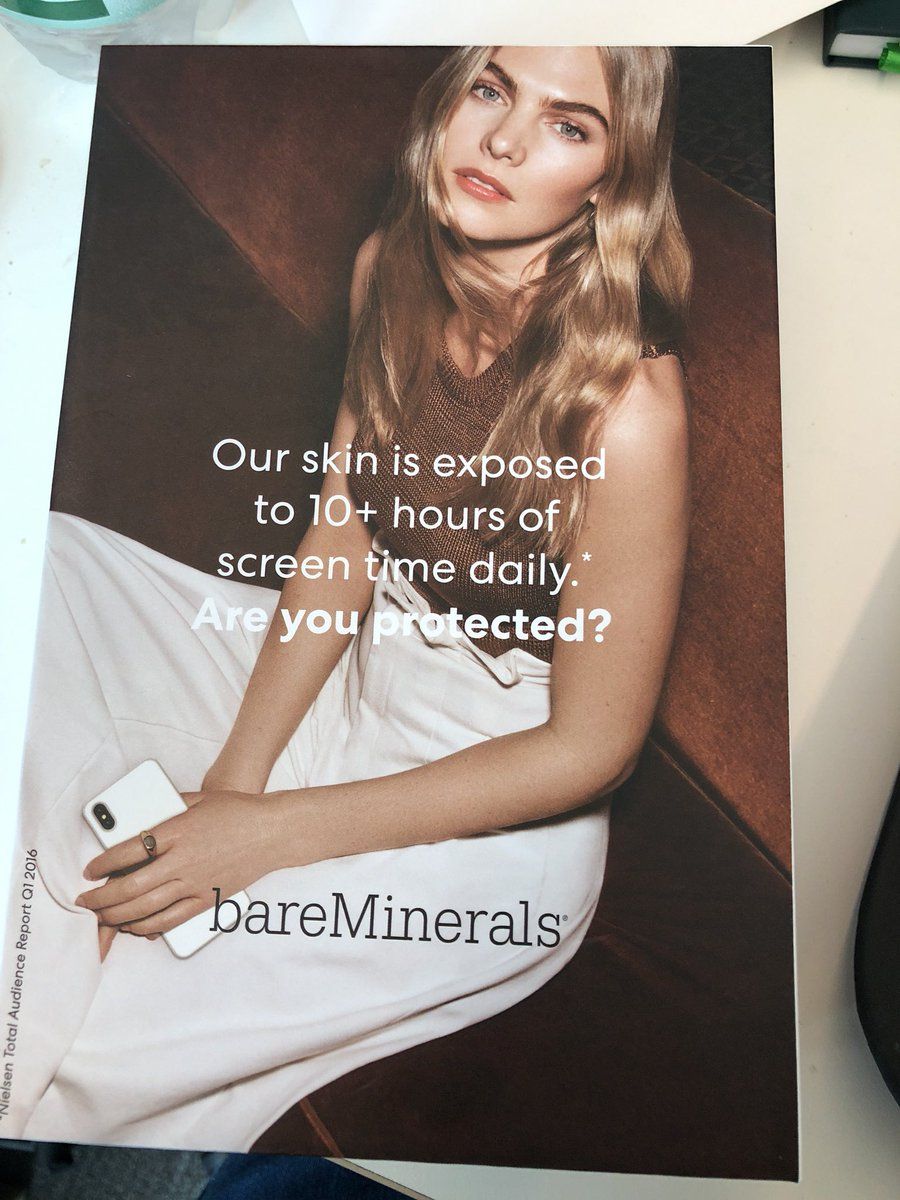 Our skin is exposed
to 10+ hours of
screen time daily.*
Are you protected?
bareMinerals®
*Nielsen Total Audience Report Q1 2016